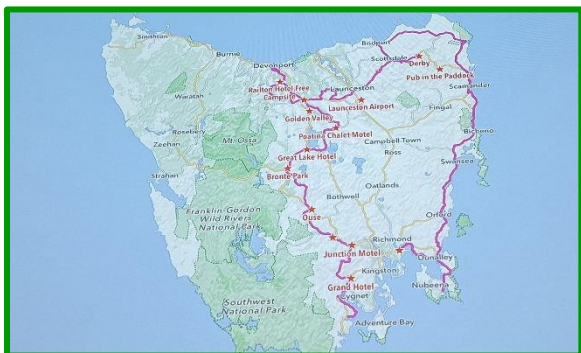 Smithton
Burnie
Devonport
Bridport
Scottsdale
Derby
Pub in the Paddock
Railton Hotel Free
Campsite
Launceston
Launceston Airport
Scamander
Waratah
Golden Valley
Fingal
Poatina Chalet Motel
Rosebery
Mt. Ossa
Campbell Town
Bicheno
Zeehan
Great Lake Hotel
Ross
Swansea
Strahan
Bronte Park
Oatlands
Bothwell
Franklin-Gordon
Wild Rivers
National Park
Ouse
Orford
Richmond
Junction Motel
Dunalley
Kingston
Nubeena
Grand Hotel
Cygnet
Southwest
National Park
Adventure Bay